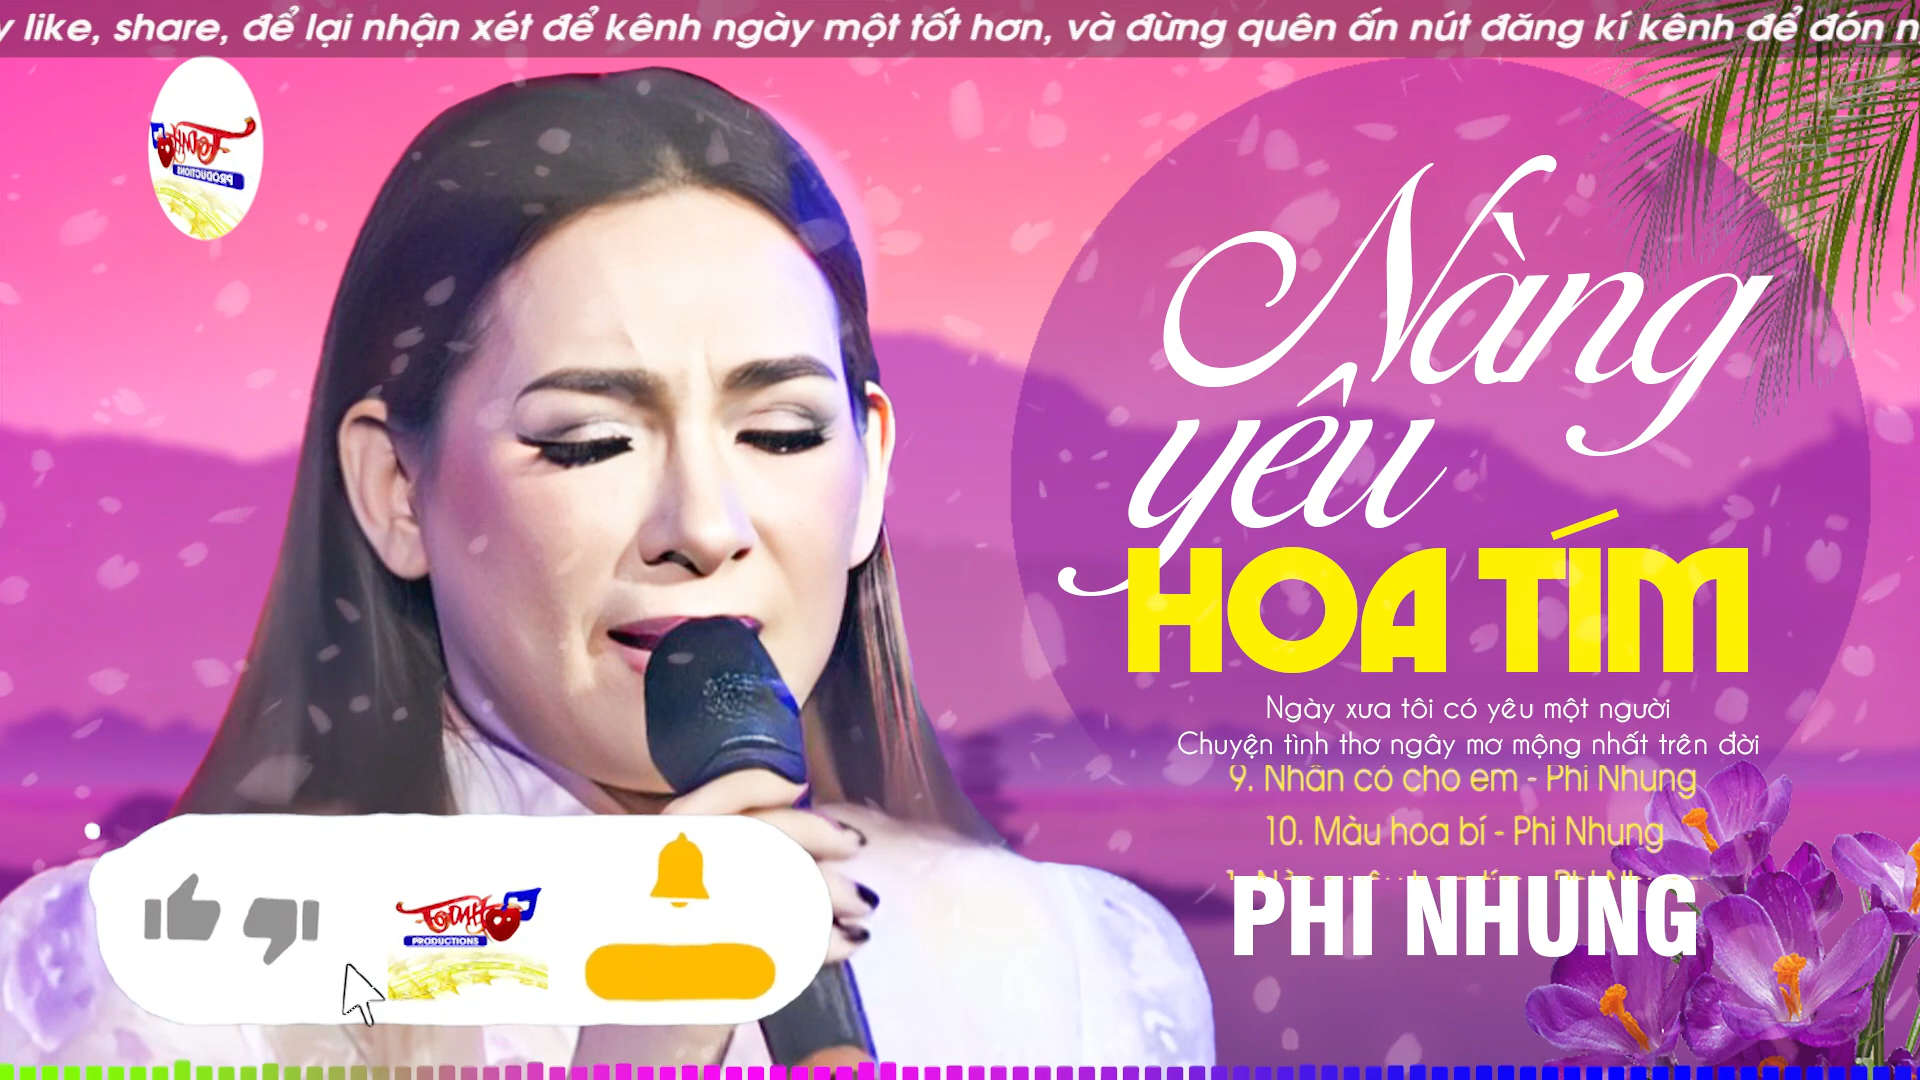 like, share, để lại nhận xét để kênh ngày một tốt hơn, và đừng quên ấn nút đăng kí kênh để đón
PRODUCTIONS
Nàng
yêu
HOA TÍM
Ngày xưa tôi có yêu một người
Chuyện tình thơ ngây mơ mộng nhất trên đời
9. Nhẫn cỏ cho em - Phi Nhung
10. Màu hoa bí - Phi Nhung
PHI NHUNG
PRODUCTIONS